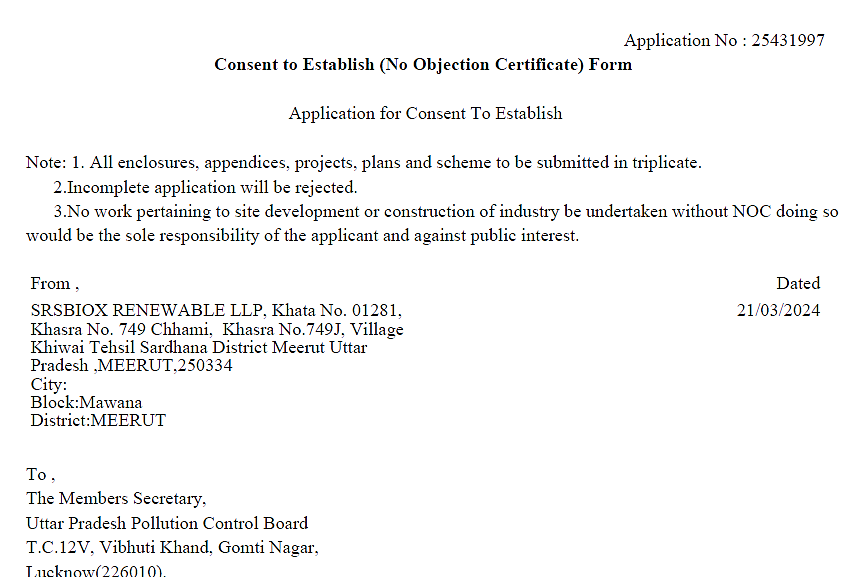 Application No : 25431997
Consent to Establish (No Objection Certificate) Form
Application for Consent To Establish
Note: 1. All enclosures, appendices, projects, plans and scheme to be submitted in triplicate.
2.Incomplete application will be rejected.
3.No work pertaining to site development or construction of industry be undertaken without NOC doing so
would be the sole responsibility of the applicant and against public interest.
From , Dated
SRSBIOX RENEWABLE LLP, Khata No. 01281, 21/03/2024
Khasra No. 749 Chhami, Khasra No.749J, Village
Khiwai Tehsil Sardhana District Meerut Uttar
Pradesh ,MEERUT,250334
City:
Block:Mawana
District:MEERUT
To ,
The Members Secretary,
Uttar Pradesh Pollution Control Board
T.C.12V, Vibhuti Khand, Gomti Nagar,
Lucknow(226010).